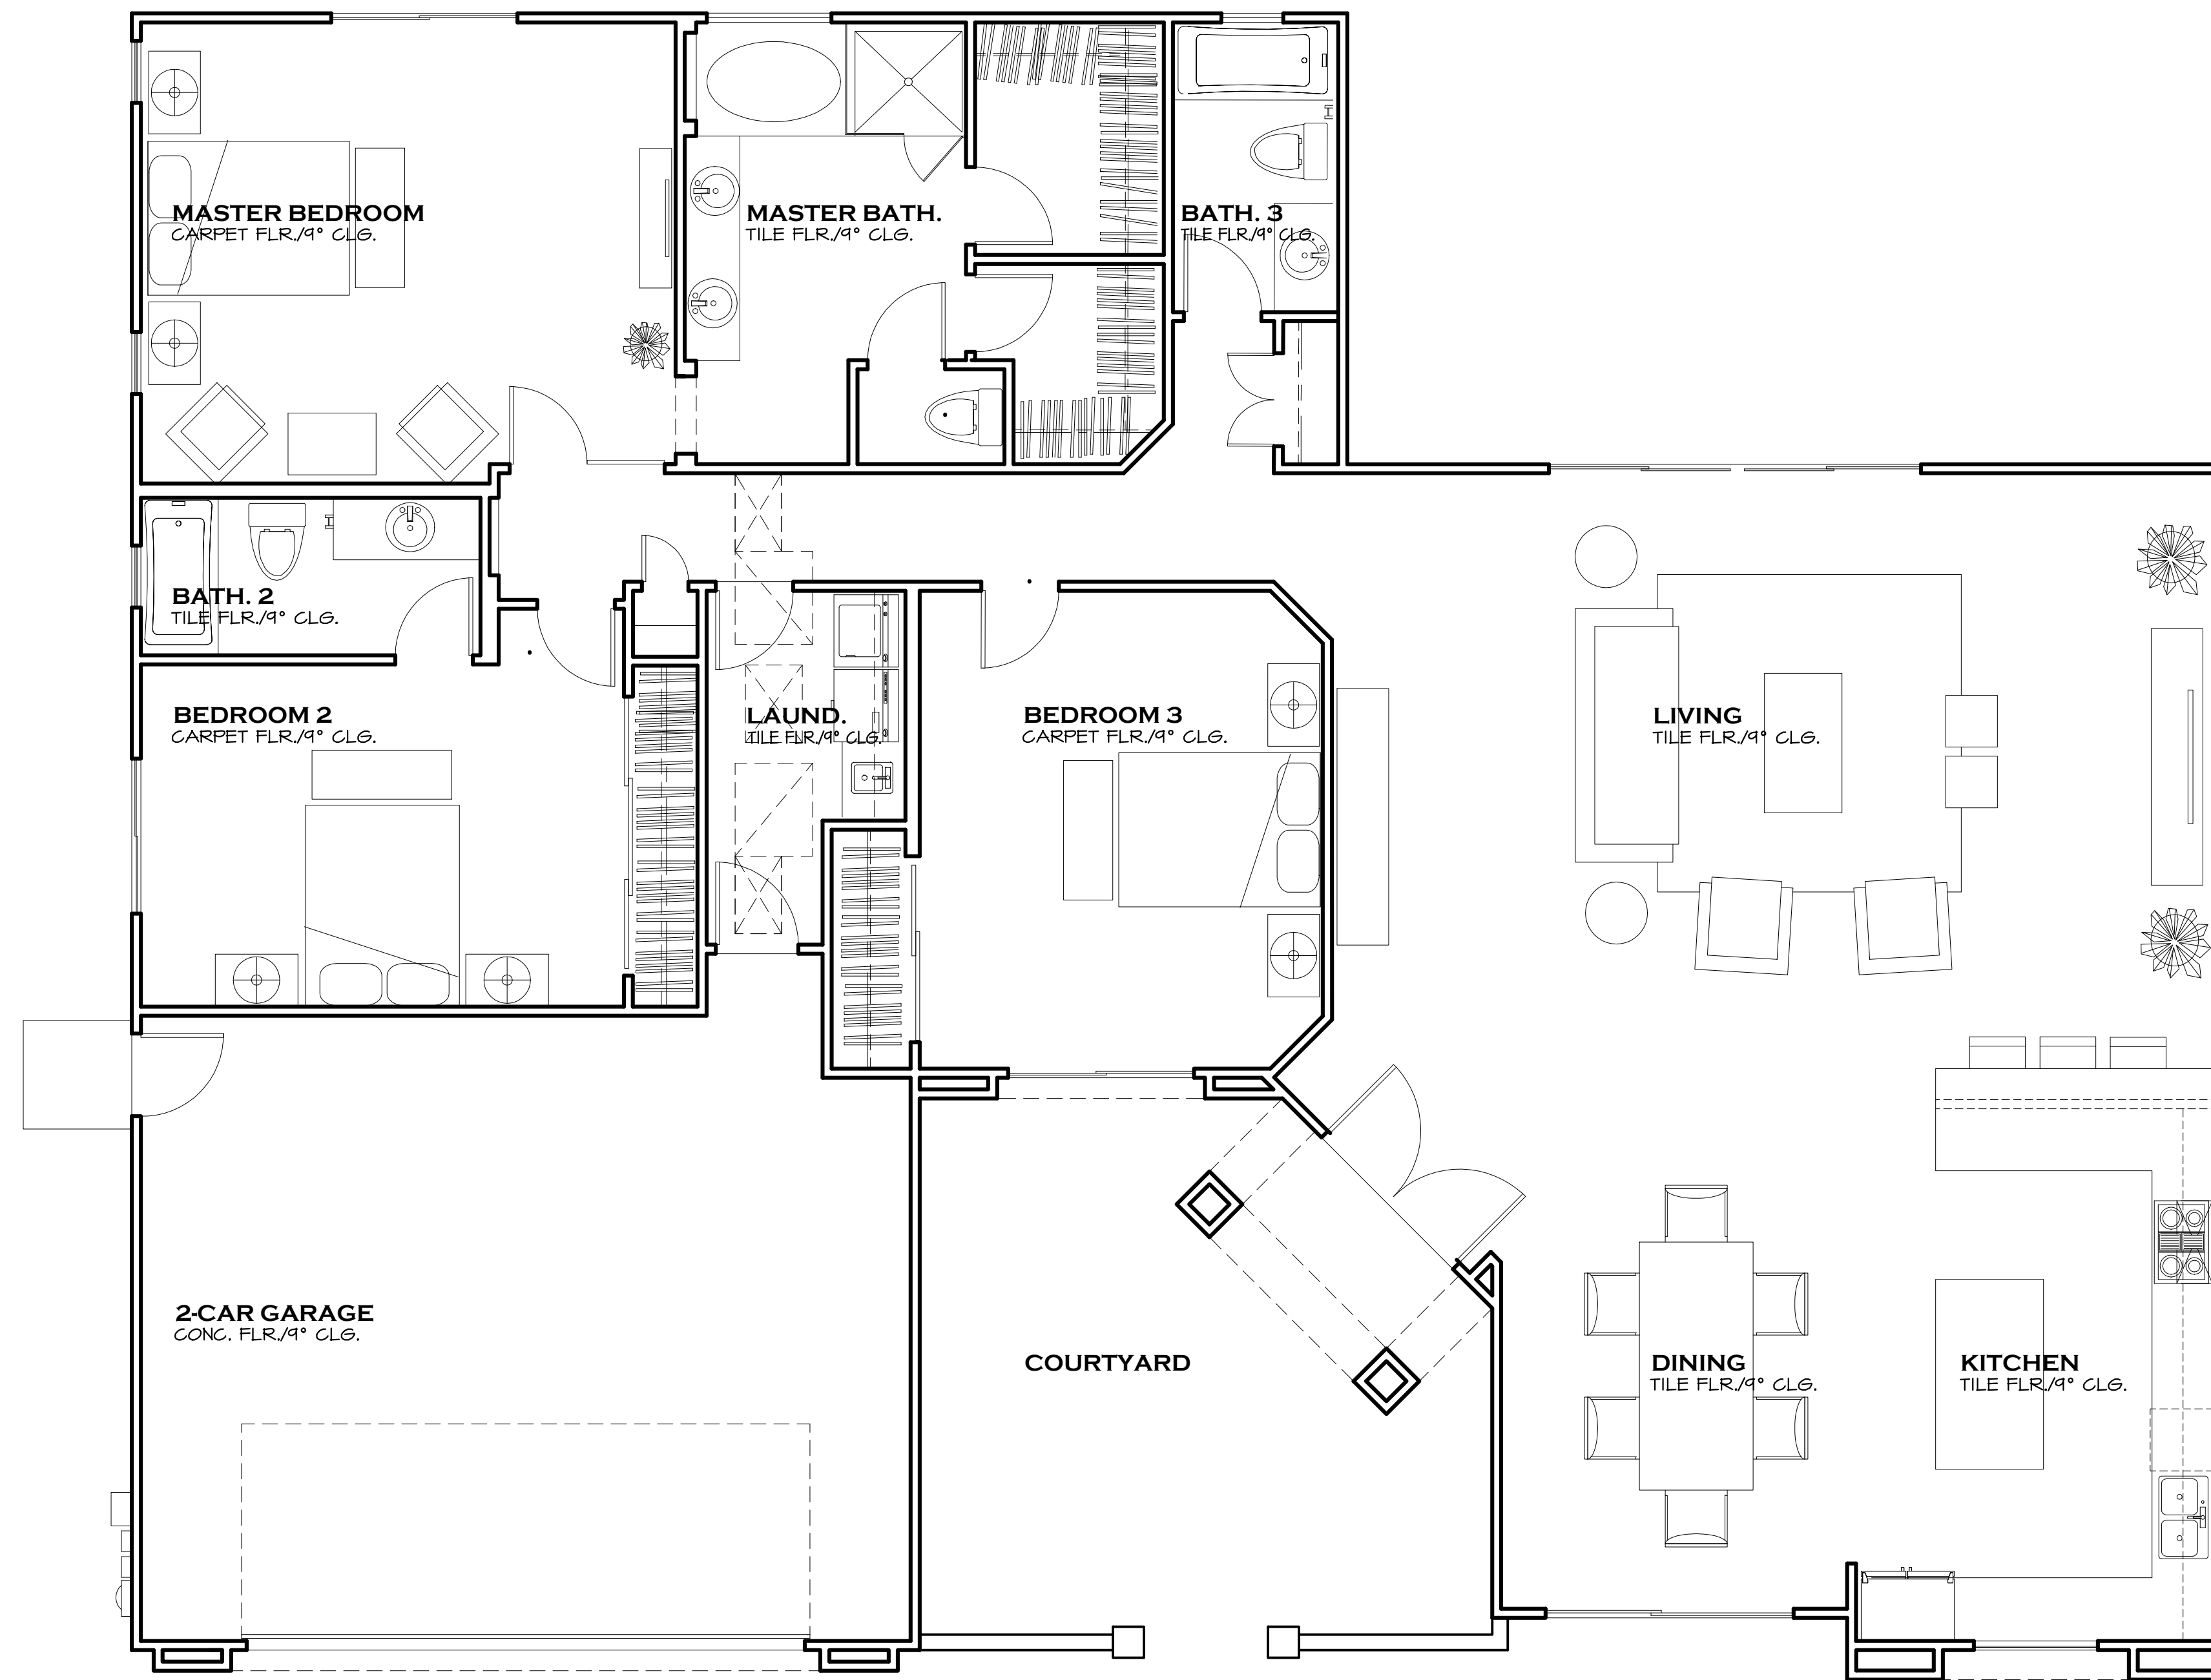 MASTER BEDROOM
CARPET FLR./9° CLG.
MASTER BATH.
TILE FLR./9° CLG.
BATH. 3
TILE FLR./9° CLG.
BATH. 2
TILE FLR./9° CLG.
BEDROOM 2
CARPET FLR./9° CLG.
LAUND.
TILE FLR./9° CLG.
BEDROOM 3
CARPET FLR./9° CLG.
LIVING
TILE FLR./9° CLG.
2-CAR GARAGE
CONC. FLR./9° CLG.
COURTYARD
DINING
TILE FLR./9° CLG.
KITCHEN
TILE FLR./9° CLG.